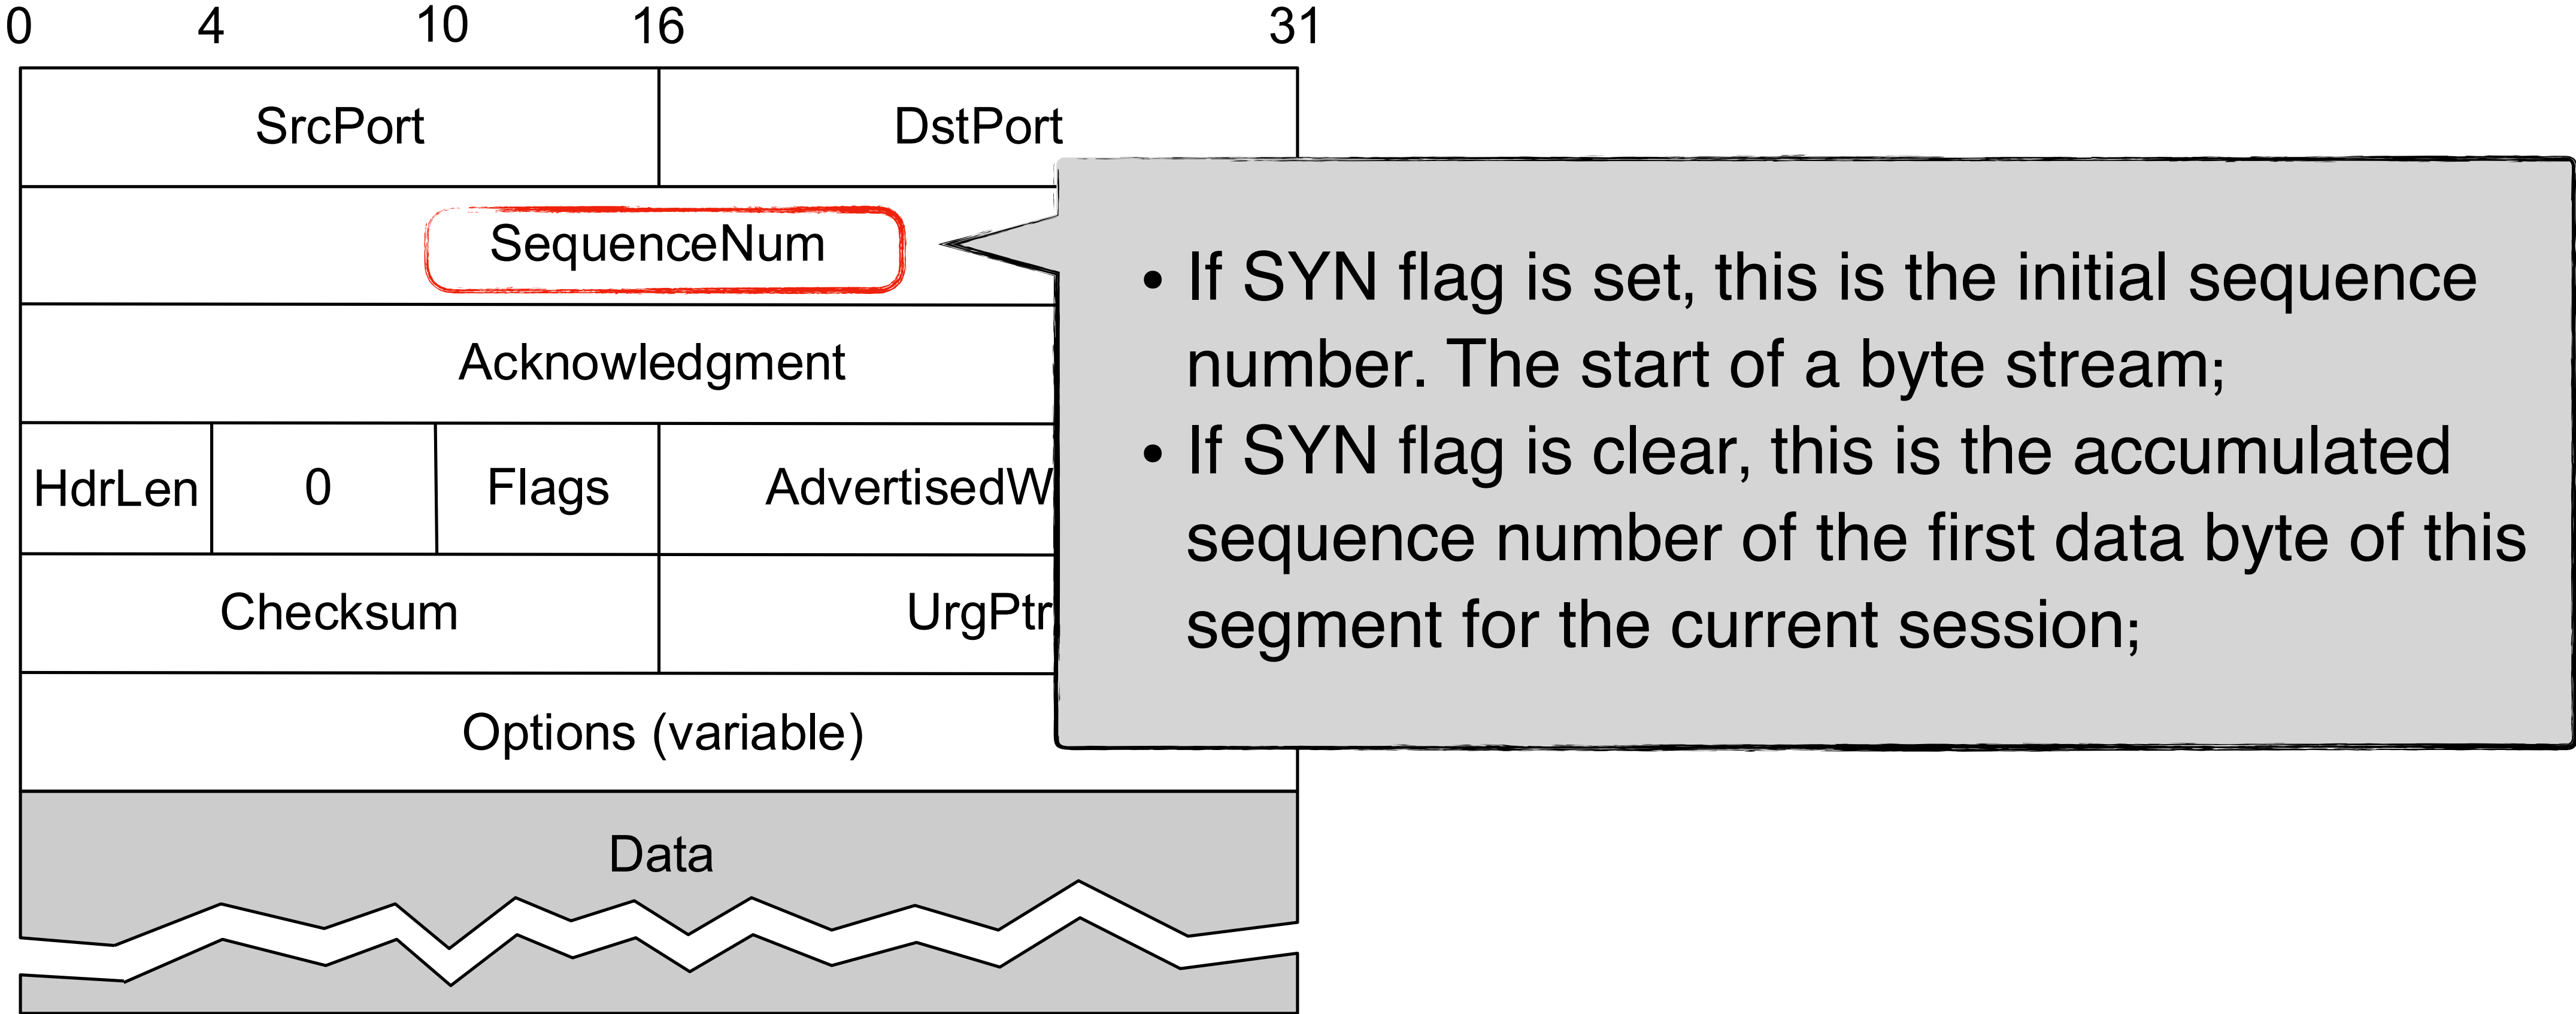 0 4 10 16 31
SrcPort DstPort
SequenceNum
Acknowledgment
HdrLen 0 Flags AdvertisedW
Checksum UrgPtr
Options (variable)
Data
• If SYN flag is set, this is the initial sequence
number. The start of a byte stream;
• If SYN flag is clear, this is the accumulated
sequence number of the first data byte of this
segment for the current session;